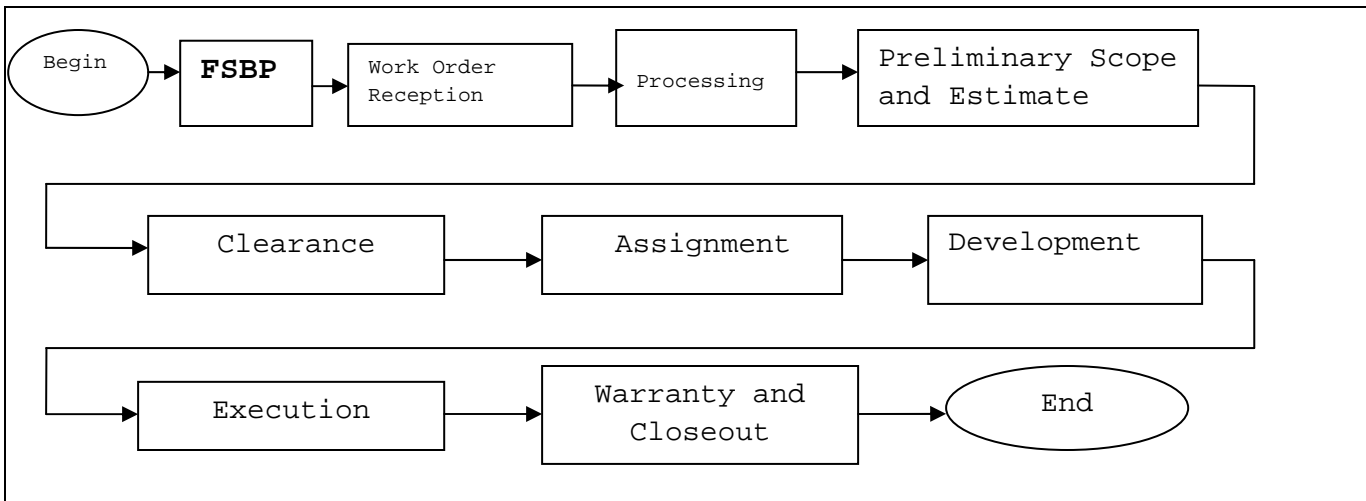 Begin
FSBP
Work Order
Reception
Processing
Preliminary Scope
and Estimate
Clearance
Assignment
Development
Execution
Warranty and
Closeout
End